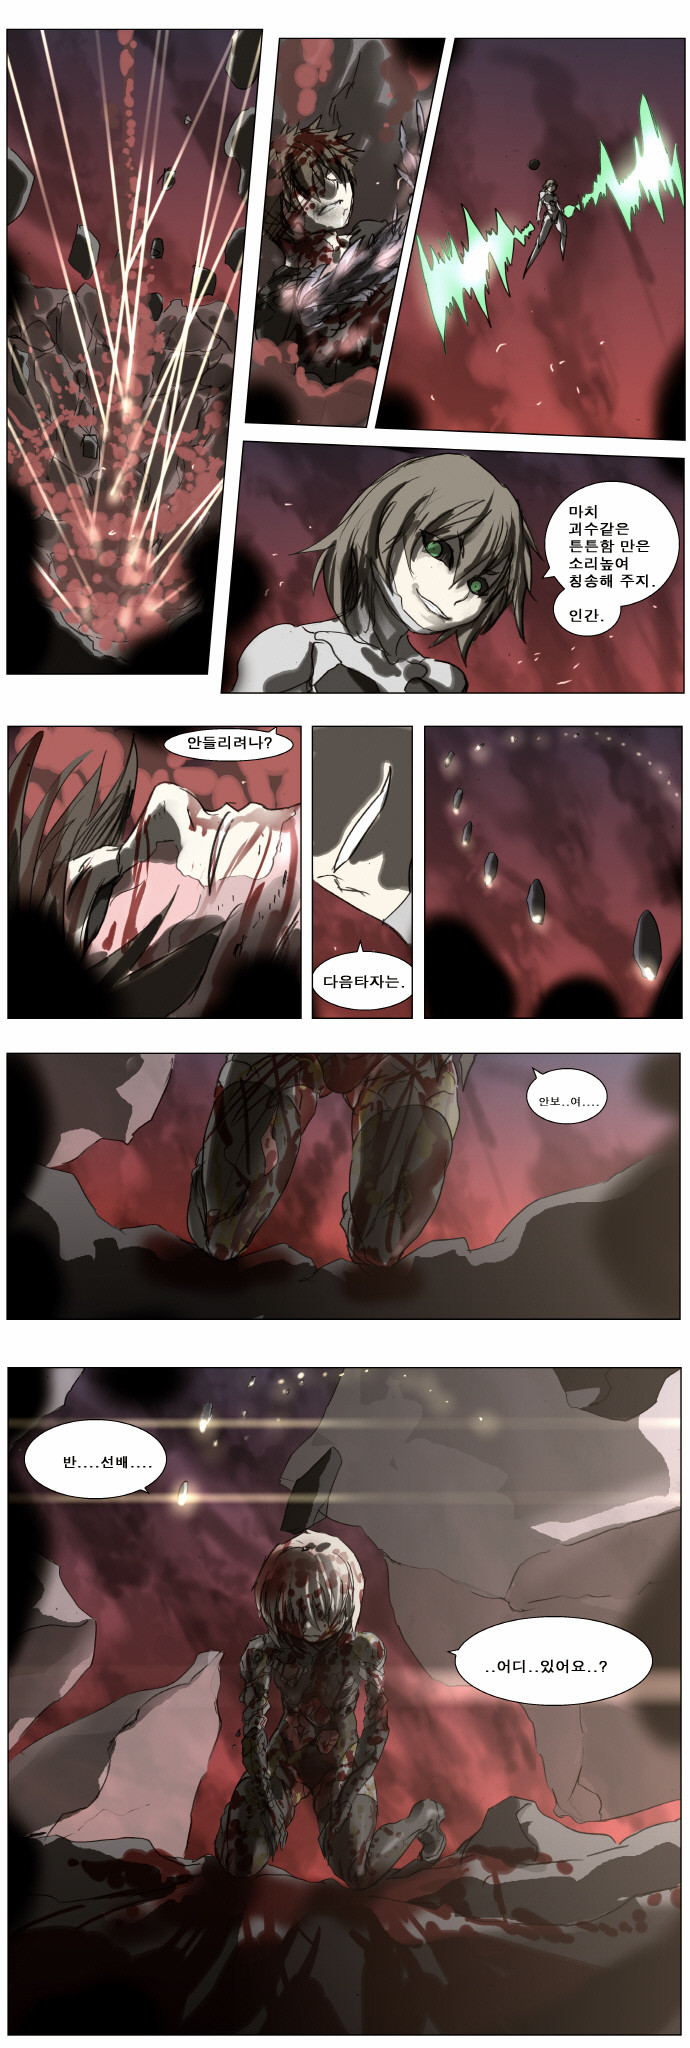 마치
괴수같은
튼튼함 만은
소리높여
칭송해 주지.
인간.
안들리려나?
다음타자는.
안보..여....
반....선배....
..어디..있어요..?